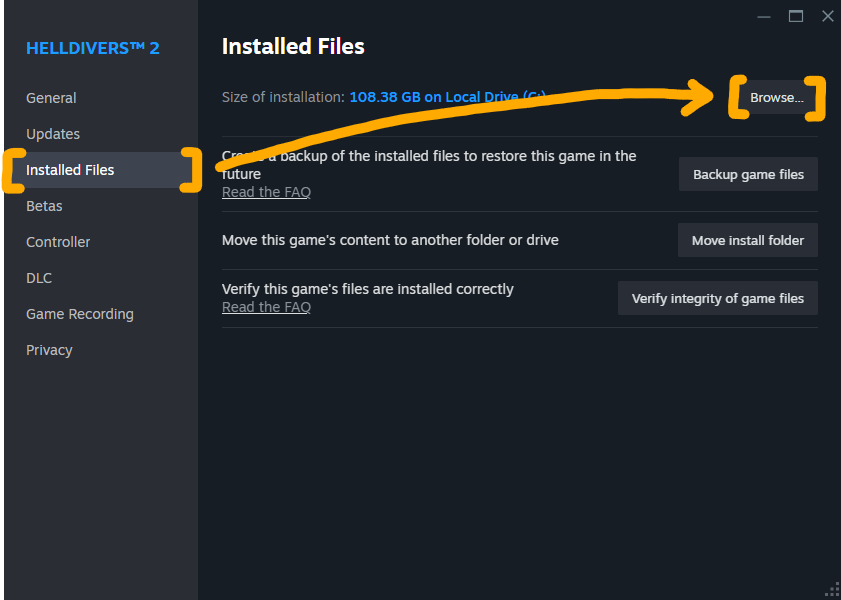 HELLDIVERS™ 2
General
Updates
Installed Files
Betas
Controller
DLC
Game Recording
Privacy
Installed Files
Size of installation: 108.38 GB on Local Drive (C:)
Browse...
Create a backup of the installed files to restore this game in the
future
Read the FAQ
Backup game files
Move this game's content to another folder or drive
Move install folder
Verify this game's files are installed correctly
Read the FAQ
Verify integrity of game files